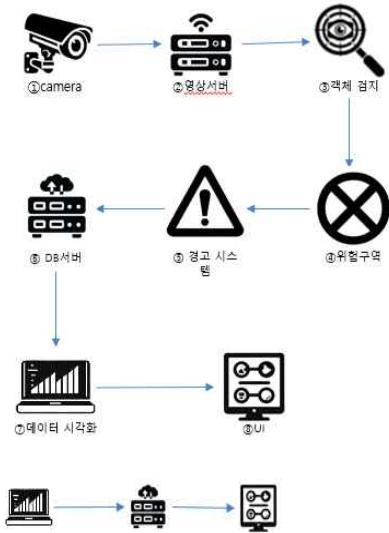 ①camera
②영상서버
③객체 검지
④위험구역
⑤ 경고 시스
템
⑥ DB서버
⑦데이터 시각화
⑧UI